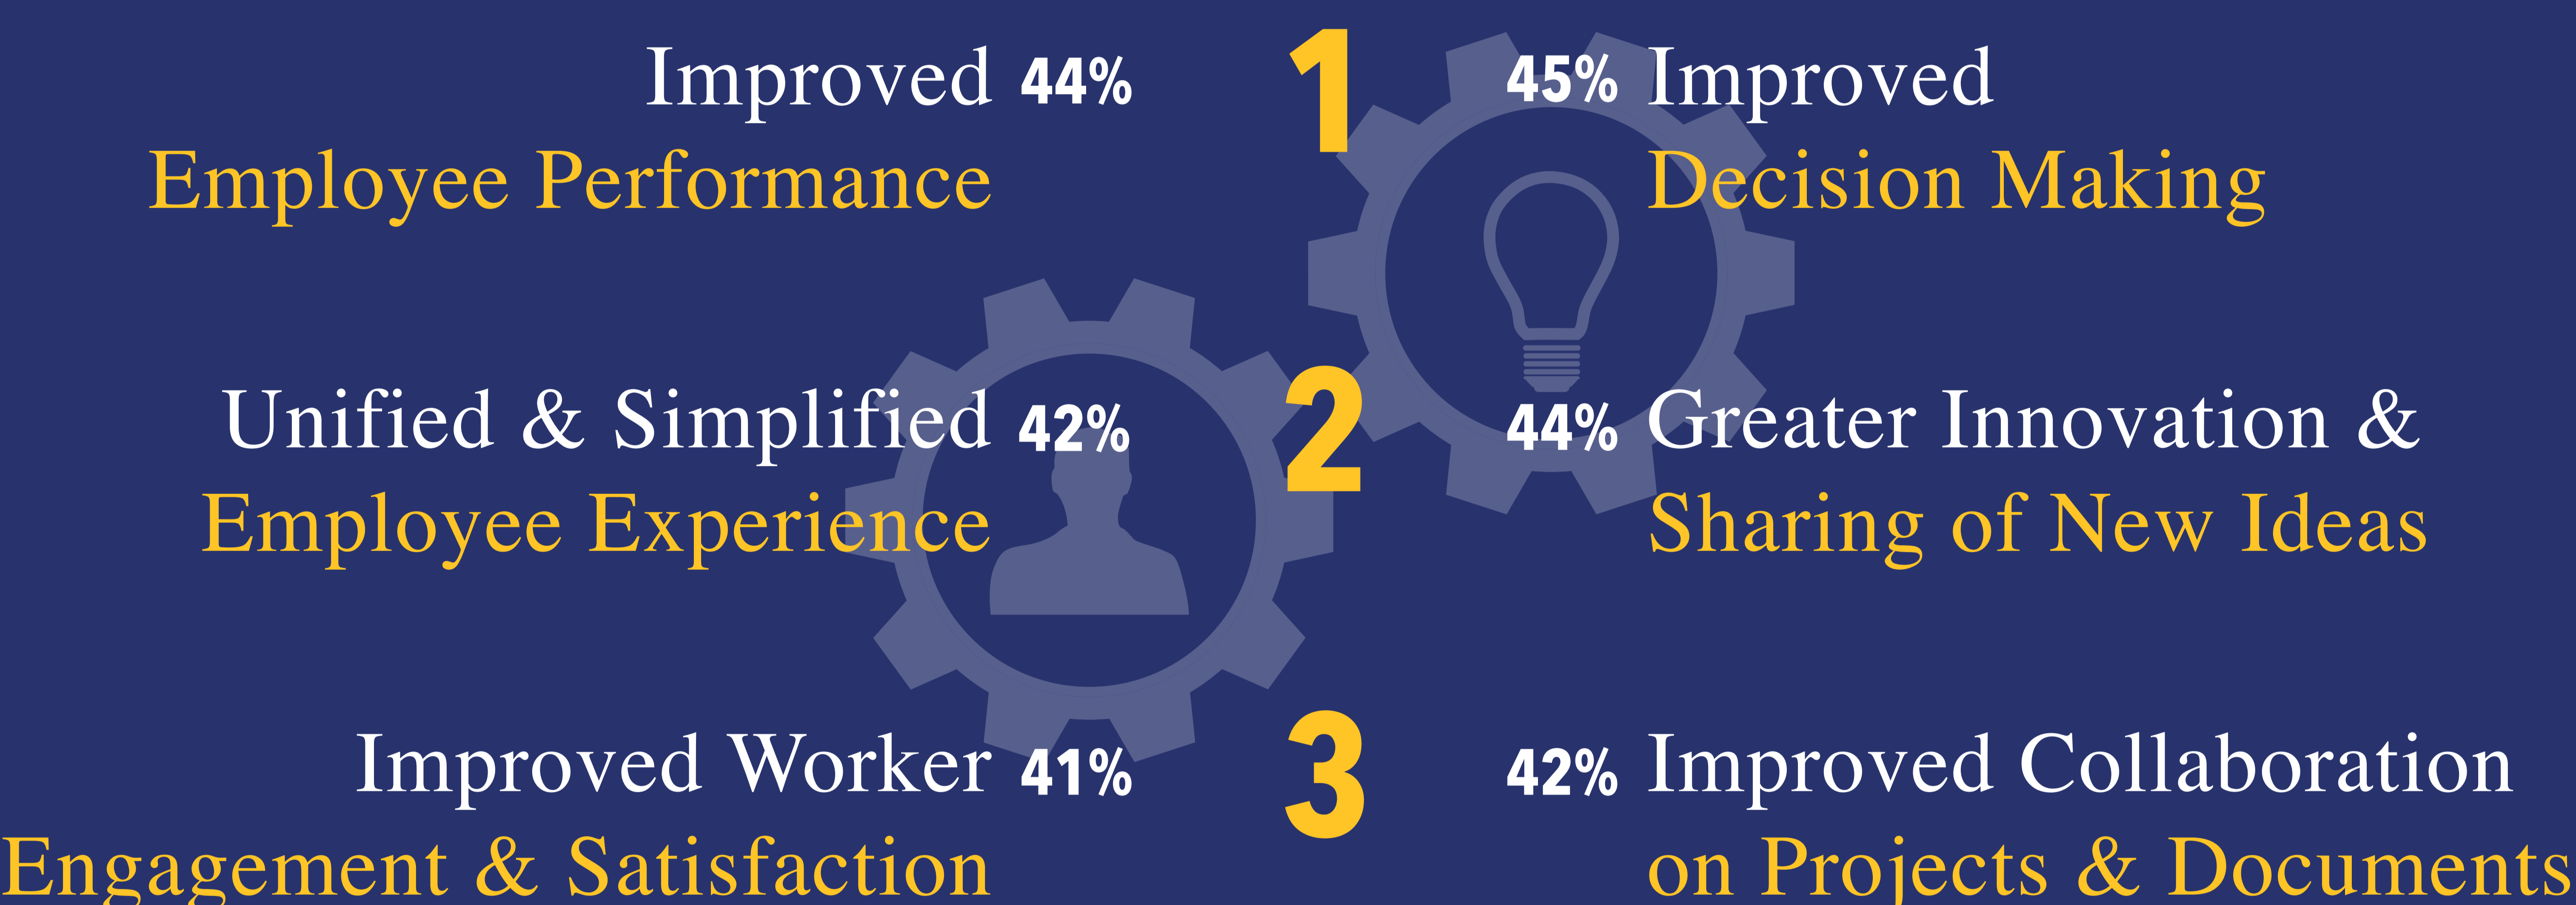 Improved 44% 1 45% Improved
Employee Performance Decision Making
Unified & Simplified 42% 2 44% Greater Innovation &
Employee Experience Sharing of New Ideas
Improved Worker 41% 3 42% Improved Collaboration
Engagement & Satisfaction on Projects & Documents